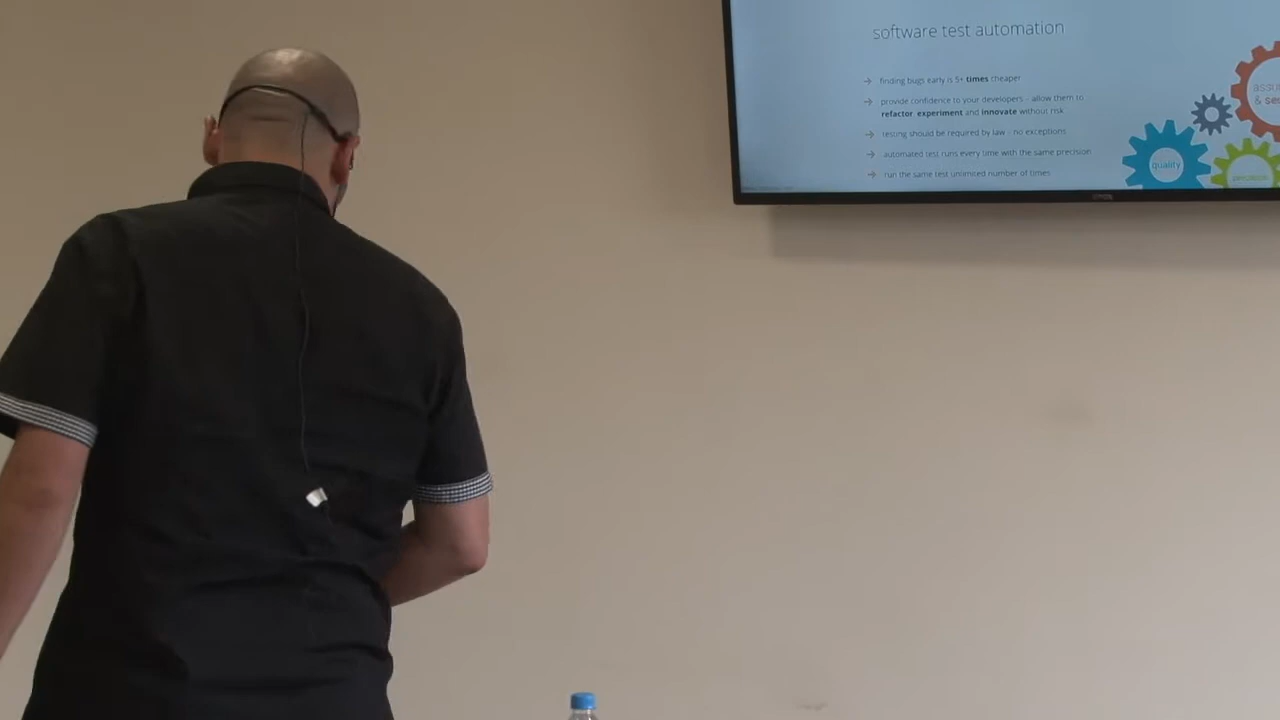 software test automation
→ finding bugs early is 5+ times cheaper
→ provide confidence to your developers - allow them to
refactor experiment and innovate without risk
→ testing should be required by law - no exceptions
→ automated test runs every time with the same precision
→ run the same test unlimited number of times
& 
quality